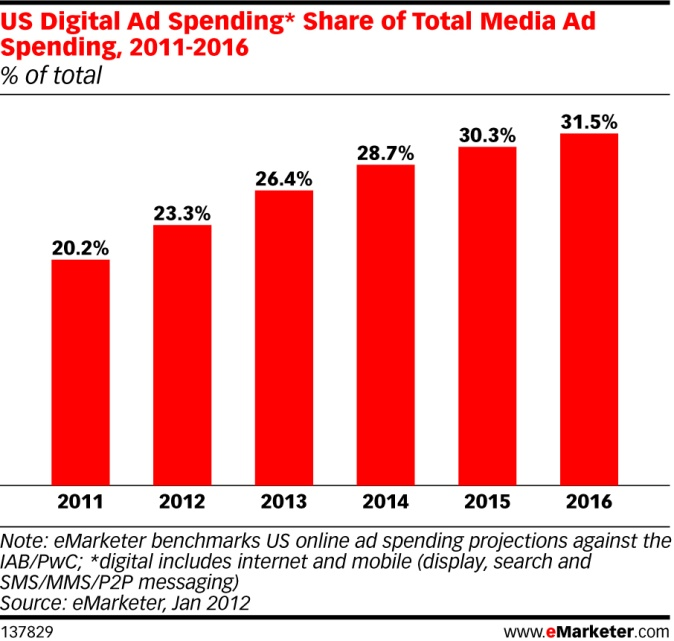 US Digital Ad Spending* Share of Total Media Ad
Spending, 2011-2016
% of total
20.2%
23.3%
26.4%
28.7%
30.3%
31.5%
2011
2012
2013
2014
2015
2016
Note: eMarketer benchmarks US online ad spending projections against the
IAB/PwC; *digital includes internet and mobile (display, search and
SMS/MMS/P2P messaging)
Source: eMarketer, Jan 2012
137829
www.eMarketer.com